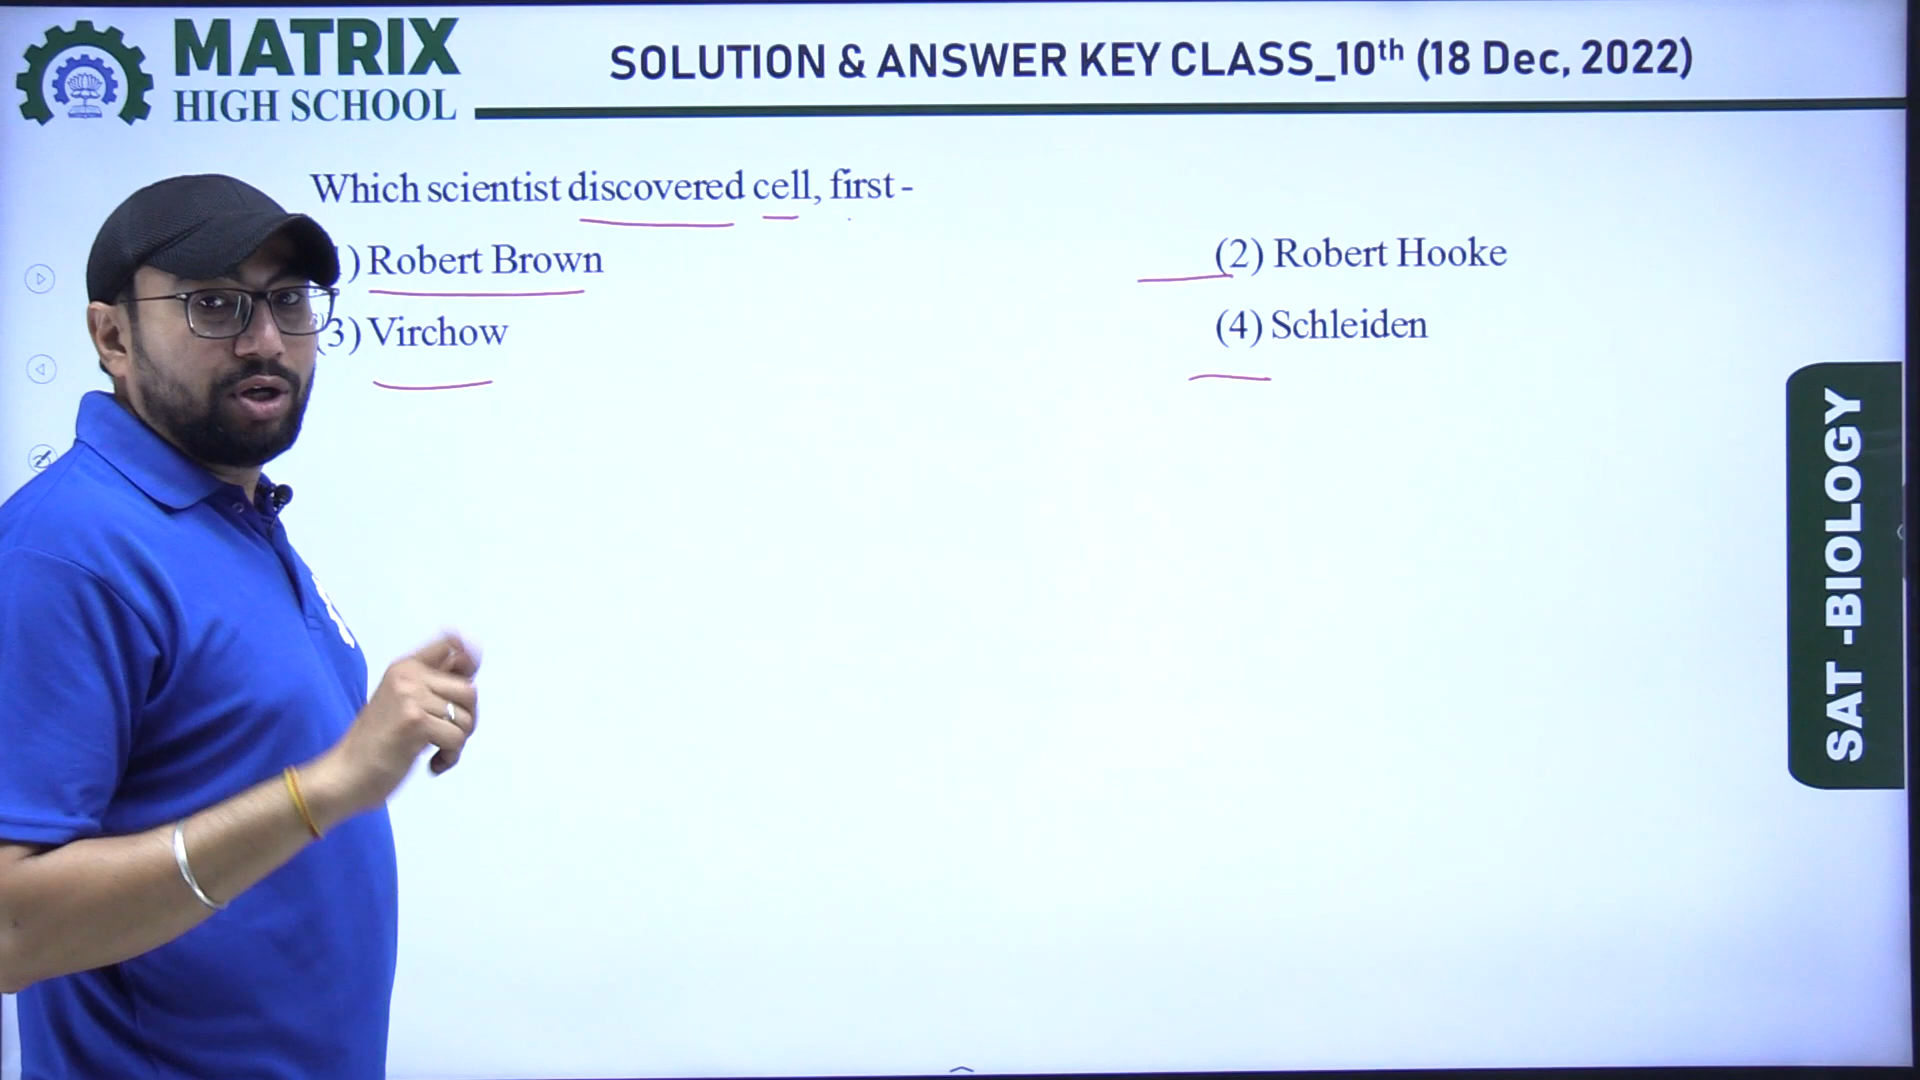 MATRIX
HIGH SCHOOL
SOLUTION & ANSWER KEY CLASS_10th (18 Dec, 2022)
Which scientist discovered cell, first -
1) Robert Brown
(2) Robert Hooke
(3) Virchow
(4) Schleiden
SAT -BIOLOGY